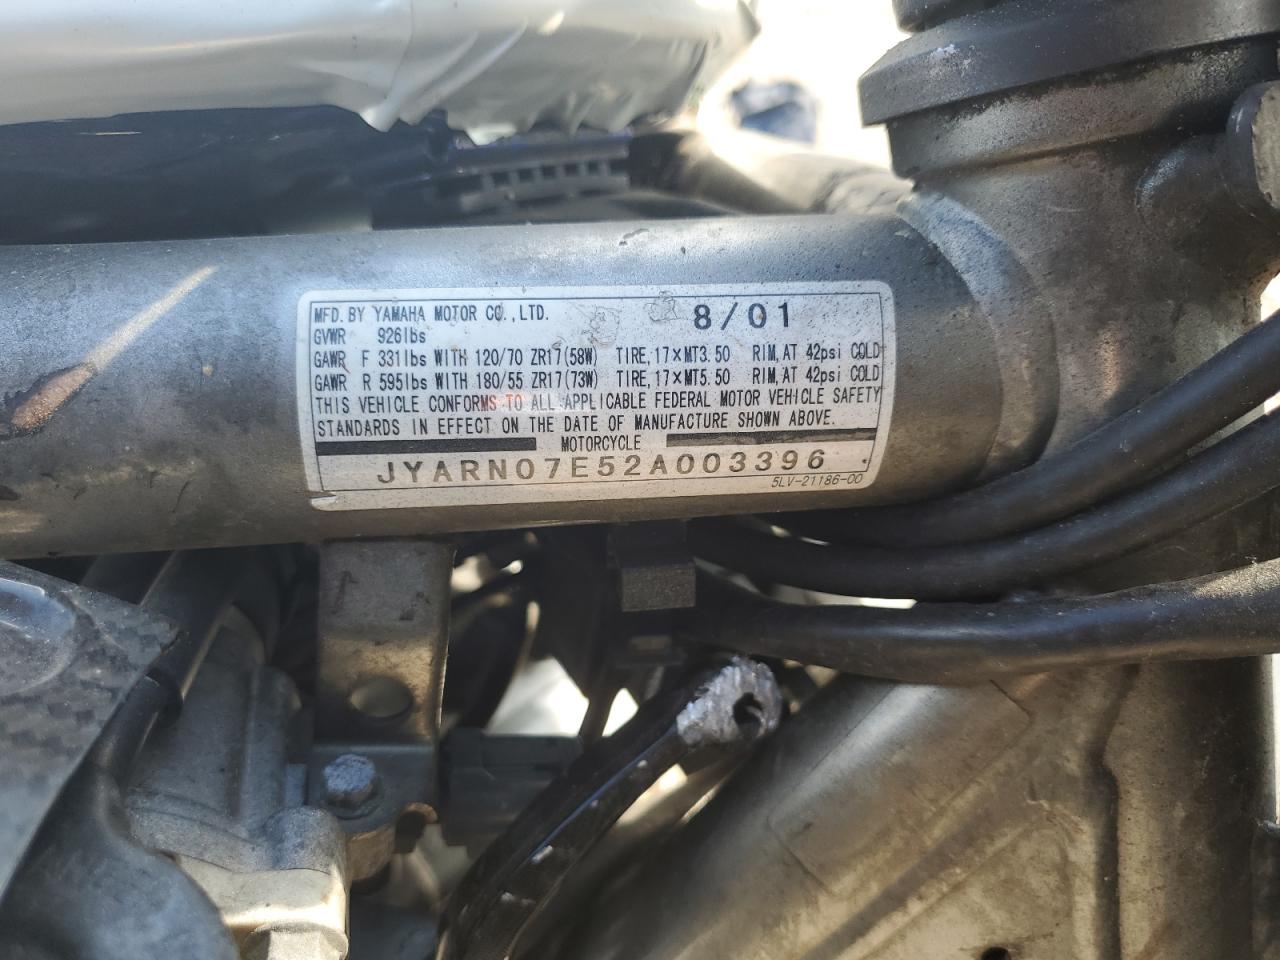 MFD. BY YAMAHA MOTOR CO., LTD. 8/01
GVWR 926lbs
GAWR F 331lbs WITH 120/70 ZR17(58W) TIRE, 17×MT3.50 RIM, AT 42psi COLD
GAWR R 595lbs WITH 180/55 ZR17(73W) TIRE, 17×MT5.50 RIM, AT 42psi COLD
THIS VEHICLE CONFORMS TO ALL APPLICABLE FEDERAL MOTOR VEHICLE SAFETY
STANDARDS IN EFFECT ON THE DATE OF MANUFACTURE SHOWN ABOVE.
MOTORCYCLE
JYARN07E52A003396
5LV-21186-00